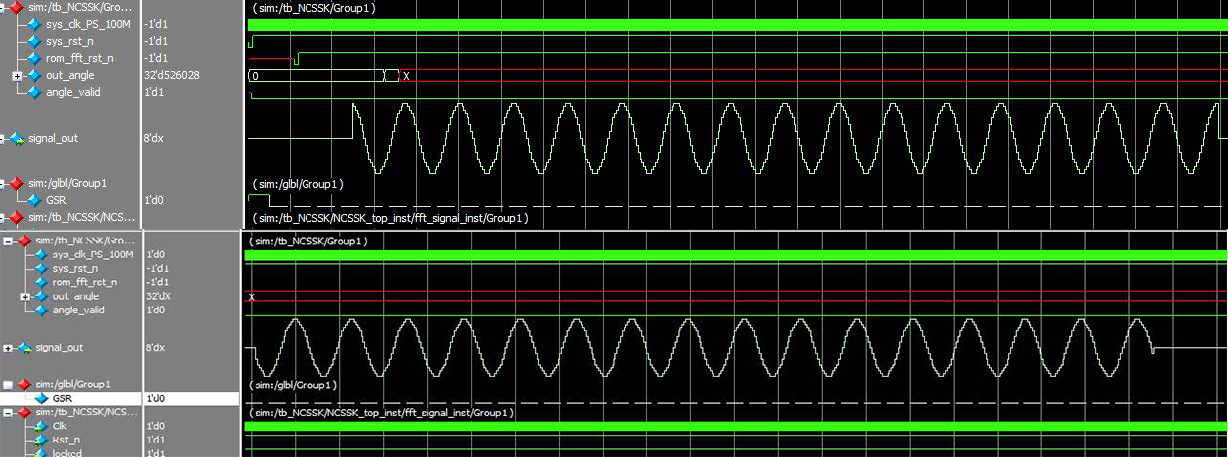 sim:/tb_NCSSK/Group1
sys_clk_PS_100M -1'd1
sys_rst_n -1'd1
rom_fft_rst_n -1'd1
out_angle 32'd526028
angle_valid 1'd1
signal_out 8'dx
sim:/glbl/Group1
GSR 1'd0
sim:/tb_NCSSK/NCS...
( sim:/tb_NCSSK/Group1 )
0 X
( sim:/glbl/Group1 )
( sim:/tb_NCSSK/NCSSK_top_inst/fft_signal_inst/Group1 )
sim:/tb_NCSSK/Gro...
sys_clk_PS_100M 1'd0
sys_rst_n -1'd1
rom_fft_rst_n -1'd1
out_angle 32'dX
angle_valid 1'd0
signal_out 8'dx
sim:/glbl/Group1
GSR 1'd0
sim:/tb_NCSSK/NCS...
Clk 1'd0
Rst_n 1'd1
locked 1'd1
( sim:/tb_NCSSK/Group1 )
X
( sim:/glbl/Group1 )
( sim:/tb_NCSSK/NCSSK_top_inst/fft_signal_inst/Group1 )